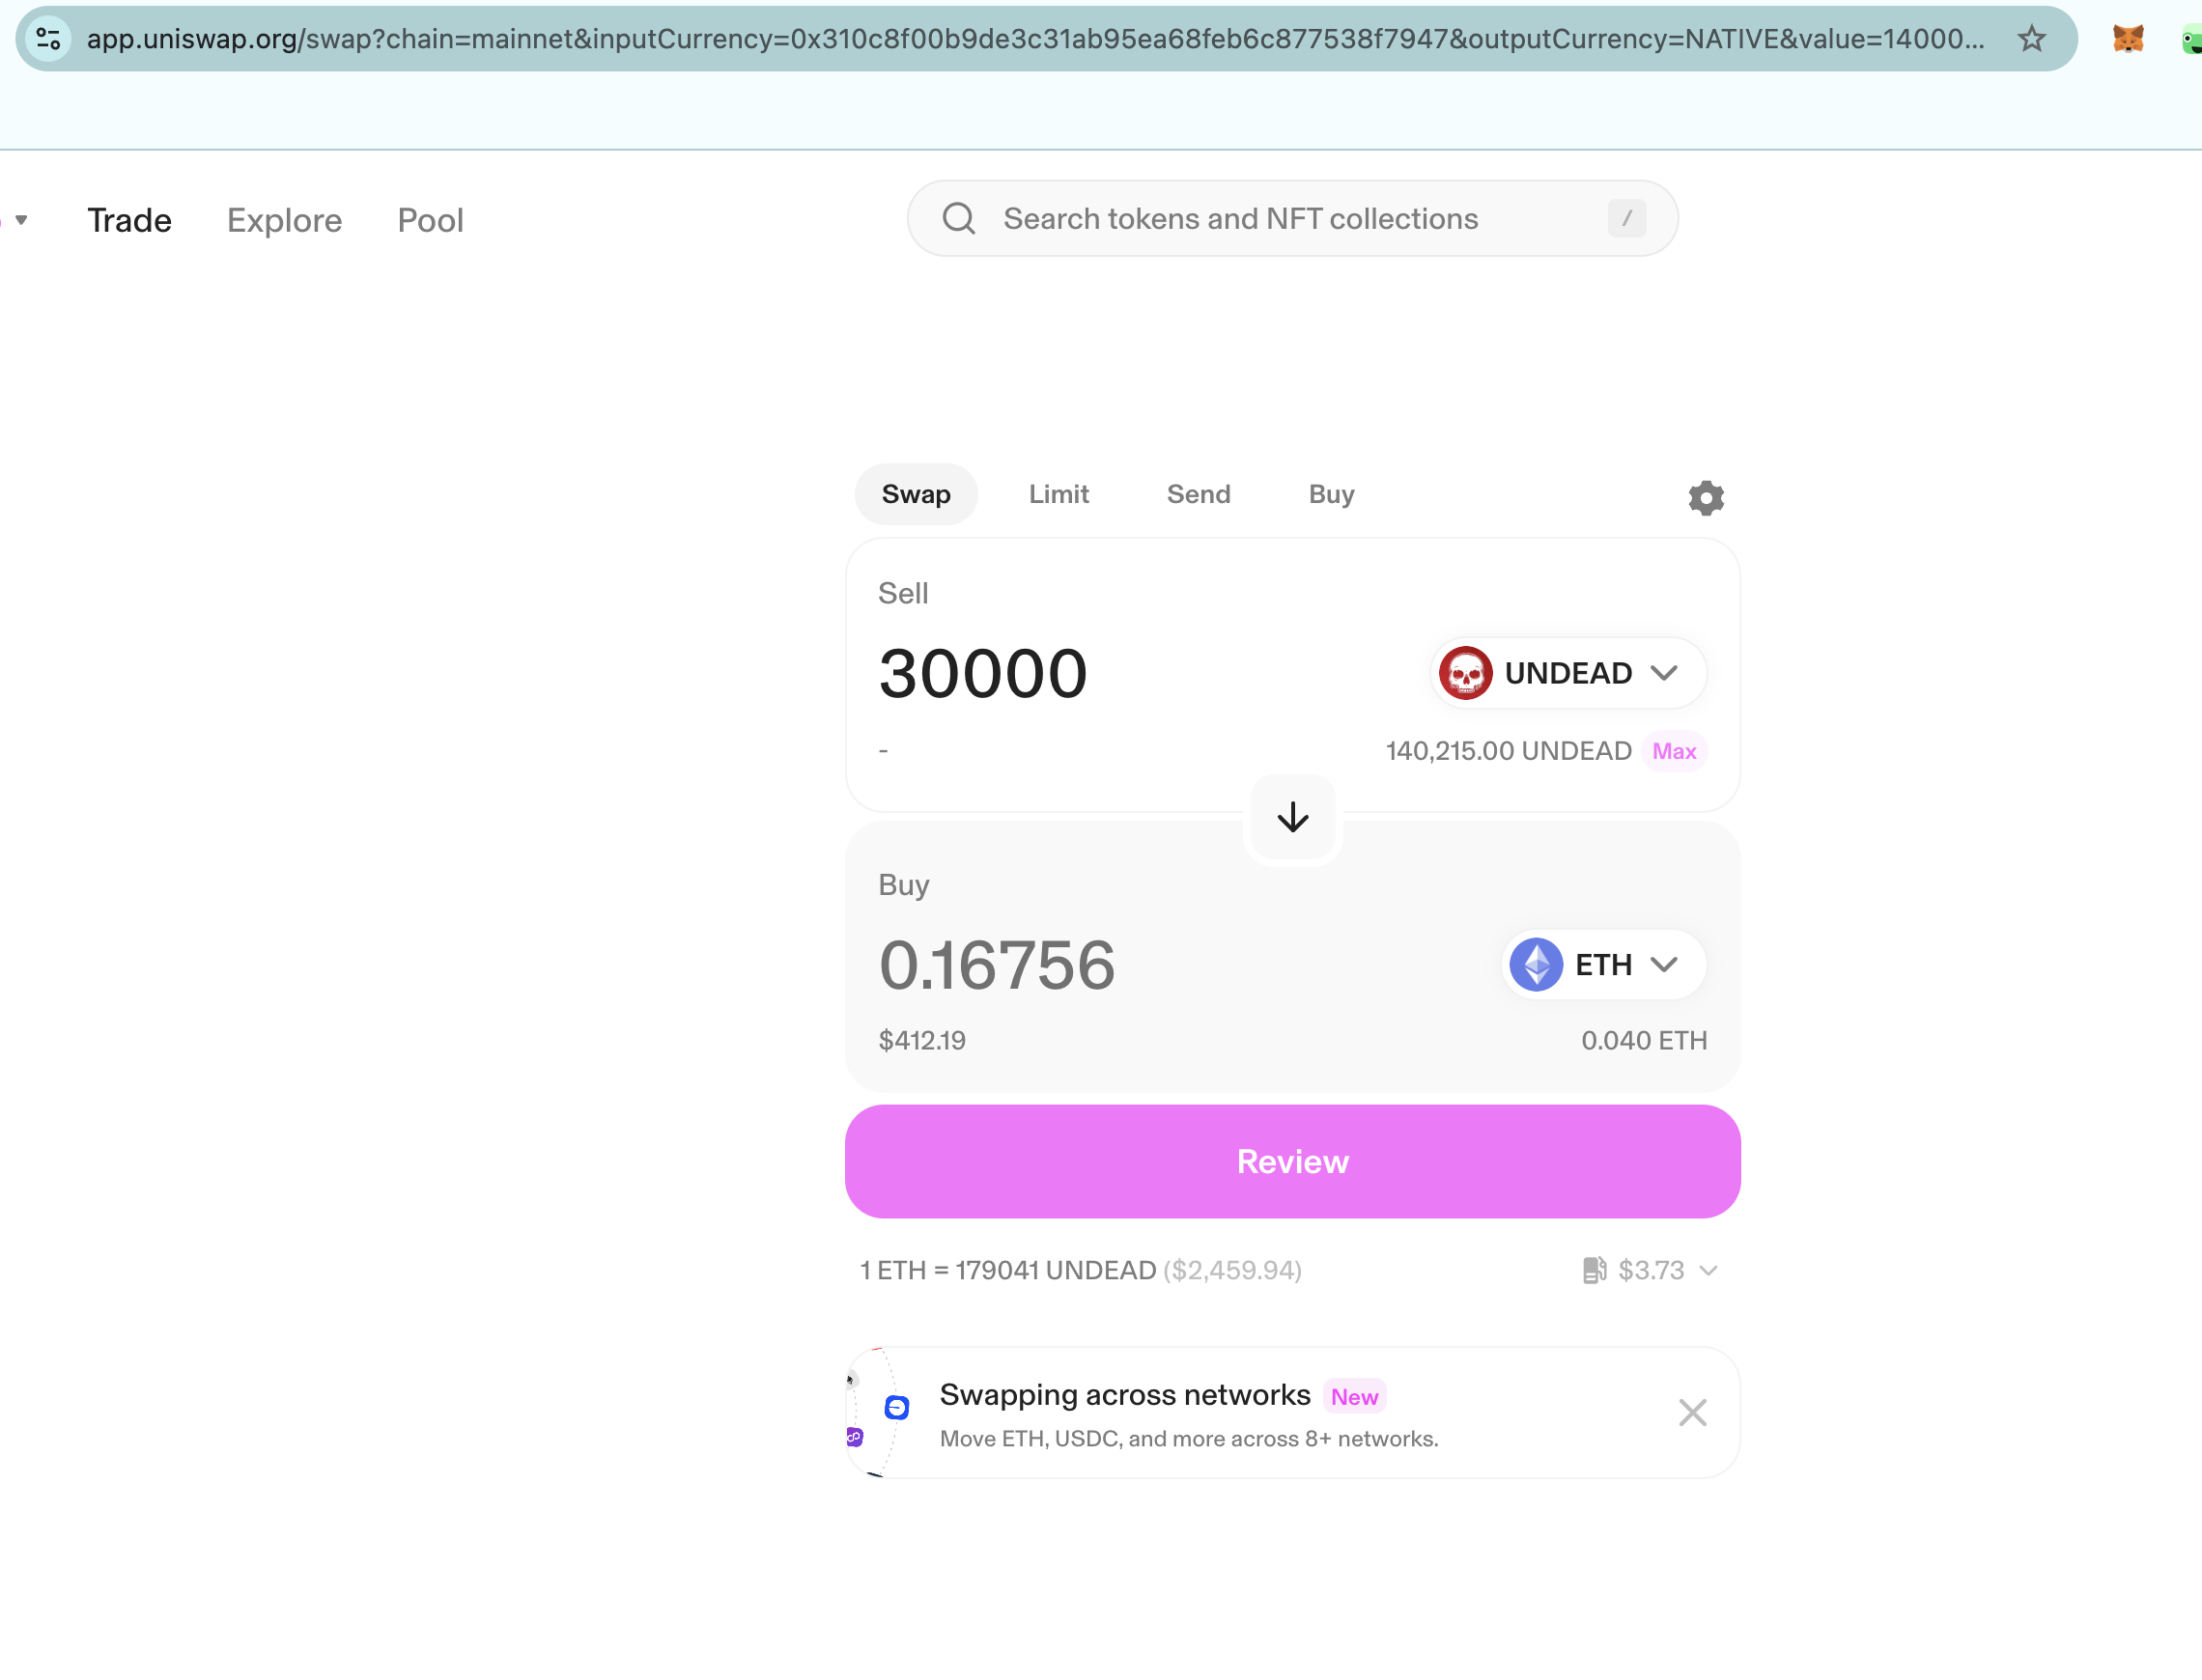 app.uniswap.org/swap?chain=mainnet&inputCurrency=0x310c8f00b9de3c31ab95ea68feb6c877538f7947&outputCurrency=NATIVE&value=14000...
Trade Explore Pool
Search tokens and NFT collections /
Swap Limit Send Buy
Sell
30000 UNDEAD
- 140,215.00 UNDEAD Max
Buy
0.16756 ETH
$412.19 0.040 ETH
Review
1 ETH = 179041 UNDEAD ($2,459.94) $3.73
Swapping across networks New
Move ETH, USDC, and more across 8+ networks.